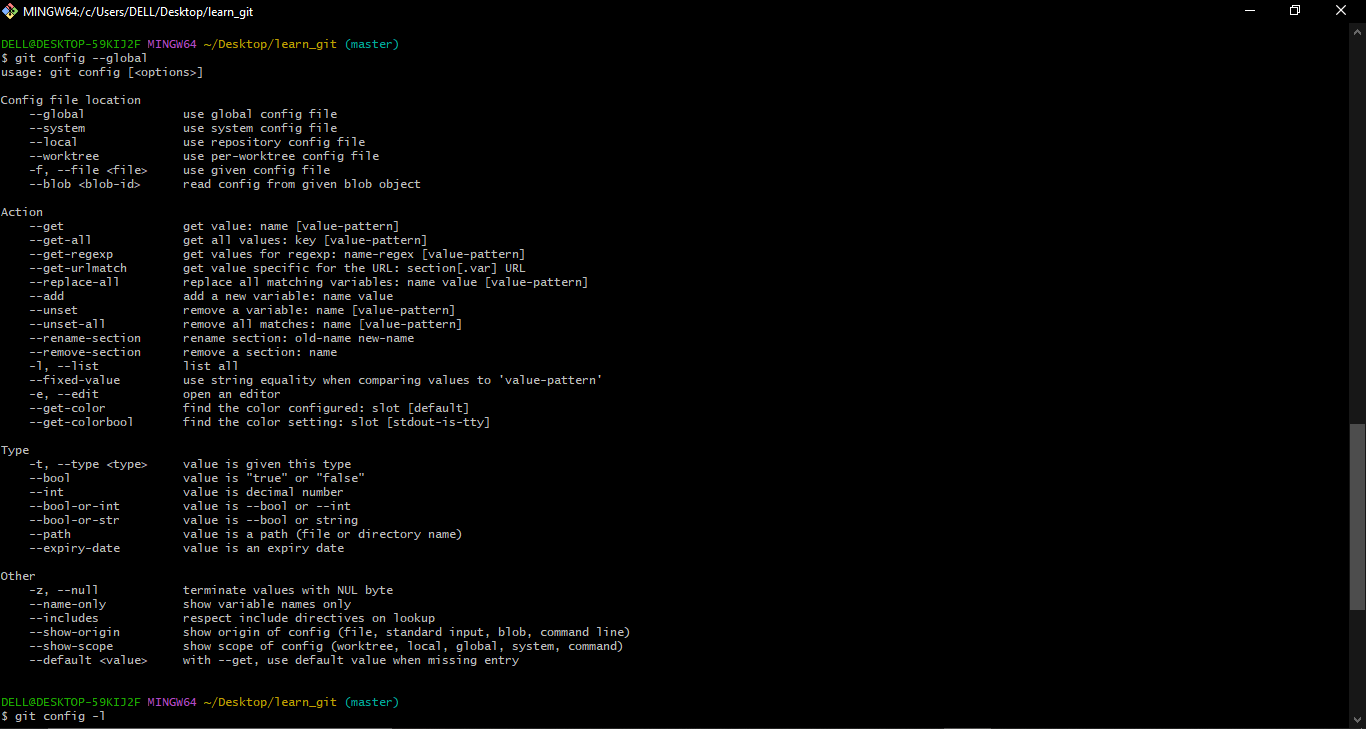 MINGW64:/c/Users/DELL/Desktop/learn_git
DELL@DESKTOP-59KIJ2F MINGW64 ~/Desktop/learn_git (master)
$ git config --global
usage: git config [<options>]

Config file location
    --global              use global config file
    --system              use system config file
    --local               use repository config file
    --worktree            use per-worktree config file
    -f, --file <file>     use given config file
    --blob <blob-id>      read config from given blob object

Action
    --get                 get value: name [value-pattern]
    --get-all             get all values: key [value-pattern]
    --get-regexp          get values for regexp: name-regex [value-pattern]
    --get-urlmatch        get value specific for the URL: section[.var] URL
    --replace-all         replace all matching variables: name value [value-pattern]
    --add                 add a new variable: name value
    --unset               remove a variable: name [value-pattern]
    --unset-all           remove all matches: name [value-pattern]
    --rename-section      rename section: old-name new-name
    --remove-section      remove a section: name
    -l, --list            list all
    --fixed-value         use string equality when comparing values to 'value-pattern'
    -e, --edit            open an editor
    --get-color           find the color configured: slot [default]
    --get-colorbool       find the color setting: slot [stdout-is-tty]

Type
    -t, --type <type>     value is given this type
    --bool                value is "true" or "false"
    --int                 value is decimal number
    --bool-or-int         value is --bool or --int
    --bool-or-str         value is --bool or string
    --path                value is a path (file or directory name)
    --expiry-date         value is an expiry date

Other
    -z, --null            terminate values with NUL byte
    --name-only           show variable names only
    --includes            respect include directives on lookup
    --show-origin         show origin of config (file, standard input, blob, command line)
    --show-scope          show scope of config (worktree, local, global, system, command)
    --default <value>     with --get, use default value when missing entry

DELL@DESKTOP-59KIJ2F MINGW64 ~/Desktop/learn_git (master)
$ git config -l